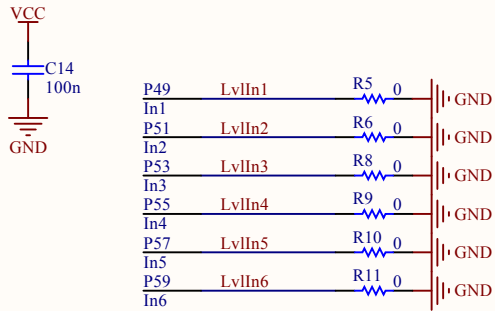 VCC
C14
100n
GND
P49 LvlIn1 R5 0 GND
In1
P51 LvlIn2 R6 0 GND
In2
P53 LvlIn3 R8 0 GND
In3
P55 LvlIn4 R9 0 GND
In4
P57 LvlIn5 R10 0 GND
In5
P59 LvlIn6 R11 0 GND
In6